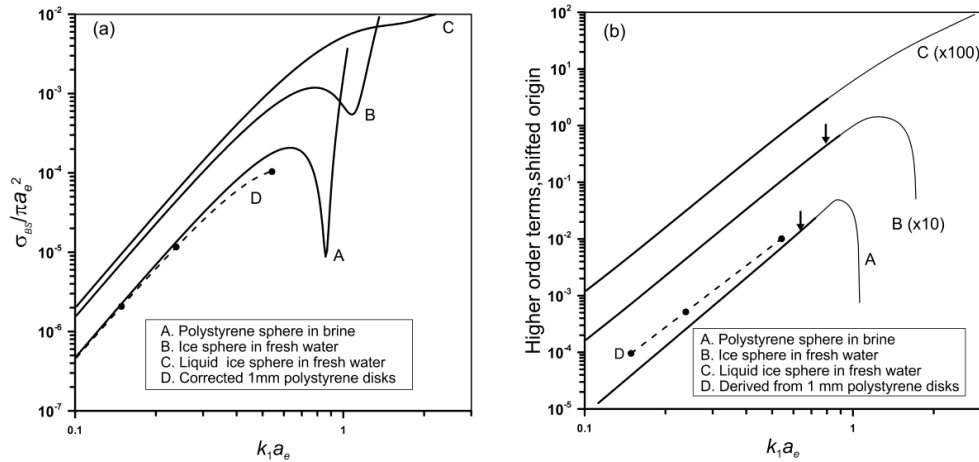 (a)
10⁻²
10⁻³
10⁻⁴
10⁻⁵
10⁻⁶
10⁻⁷
σBS/πaₑ²
C
B
D
A
A. Polystyrene sphere in brine
B. Ice sphere in fresh water
C. Liquid ice sphere in fresh water
D. Corrected 1mm polystyrene disks
0.1
1
k₁aₑ
(b)
10²
10¹
10⁰
10⁻¹
10⁻²
10⁻³
10⁻⁴
10⁻⁵
Higher order terms,shifted origin
C (x100)
B (x10)
A
D
A. Polystyrene sphere in brine
B. Ice sphere in fresh water
C. Liquid ice sphere in fresh water
D. Derived from 1 mm polystyrene disks
0.1
1
k₁aₑ